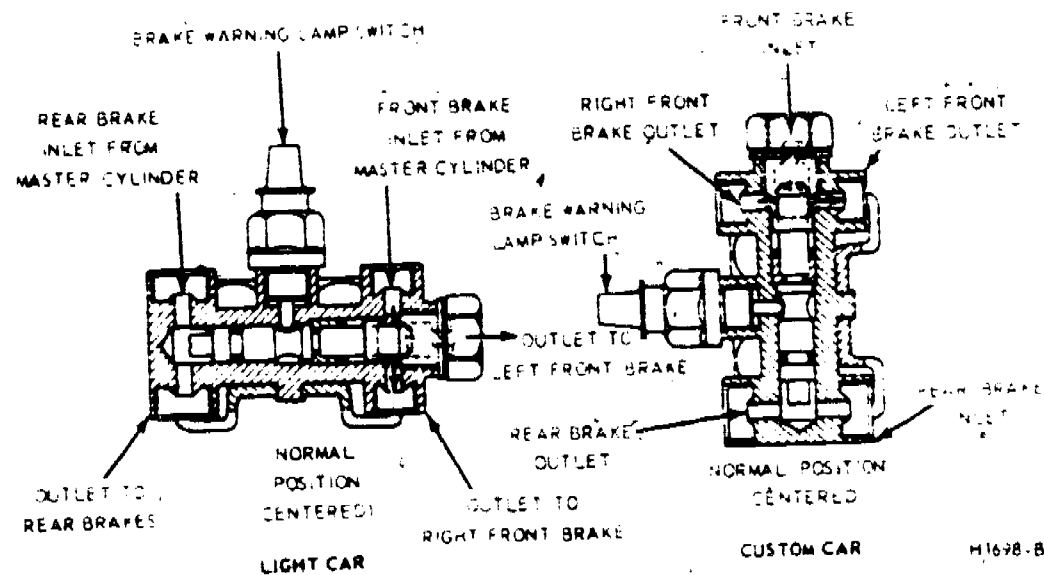 BRAKE WARNING LAMP SWITCH
REAR BRAKE
INLET FROM
MASTER CYLINDER
FRONT BRAKE
INLET FROM
MASTER CYLINDER
OUTLET TO
LEFT FRONT BRAKE
OUTLET TO
REAR BRAKES
NORMAL
POSITION
CENTERED)
OUTLET TO
RIGHT FRONT BRAKE
LIGHT CAR
FRONT BRAKE
INLET
RIGHT FRONT
BRAKE OUTLET
LEFT FRONT
BRAKE OUTLET
BRAKE WARNING
LAMP SWITCH
REAR BRAKES
OUTLET
REAR BRAKE
INLET
NORMAL POSITION
CENTERED)
CUSTOM CAR
H1698-B